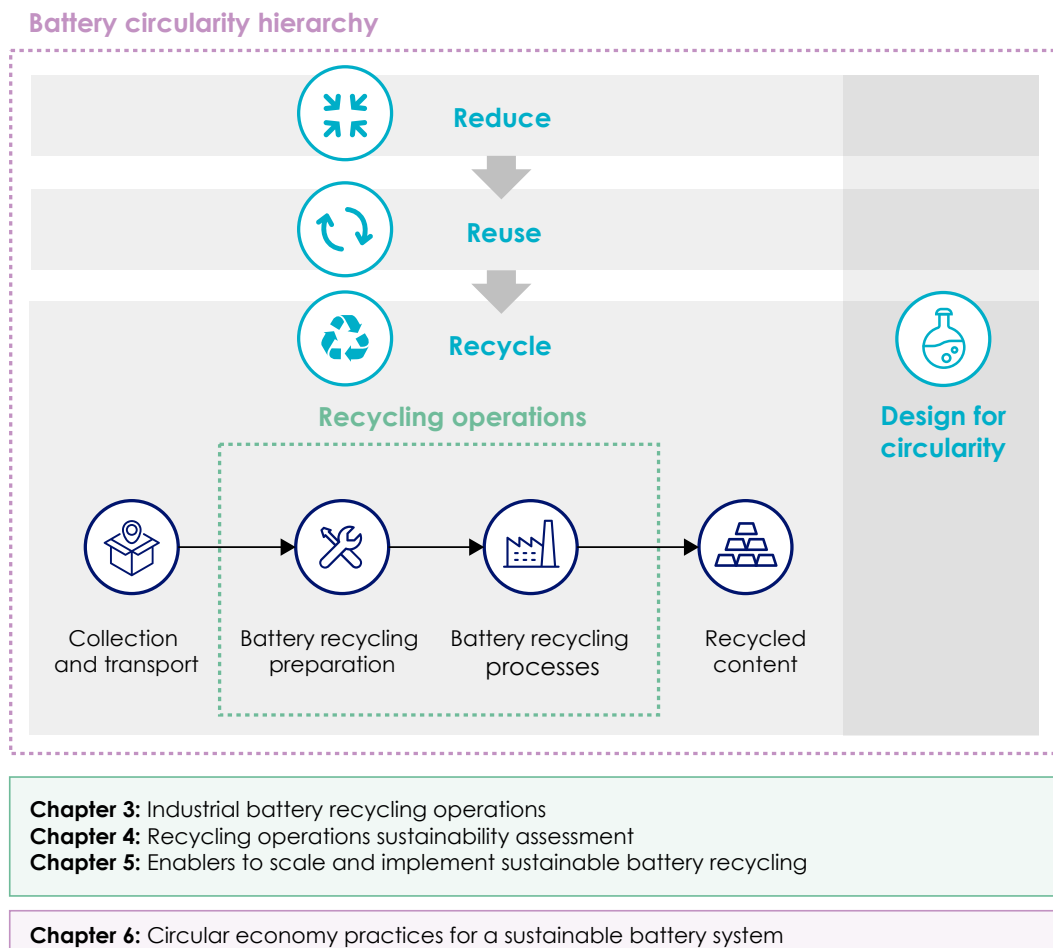 Battery circularity hierarchy
Reduce
Reuse
Recycle
Design for
circularity
Recycling operations
Collection
and transport
Battery recycling
preparation
Battery recycling
processes
Recycled
content
Chapter 3: Industrial battery recycling operations
Chapter 4: Recycling operations sustainability assessment
Chapter 5: Enablers to scale and implement sustainable battery recycling
Chapter 6: Circular economy practices for a sustainable battery system